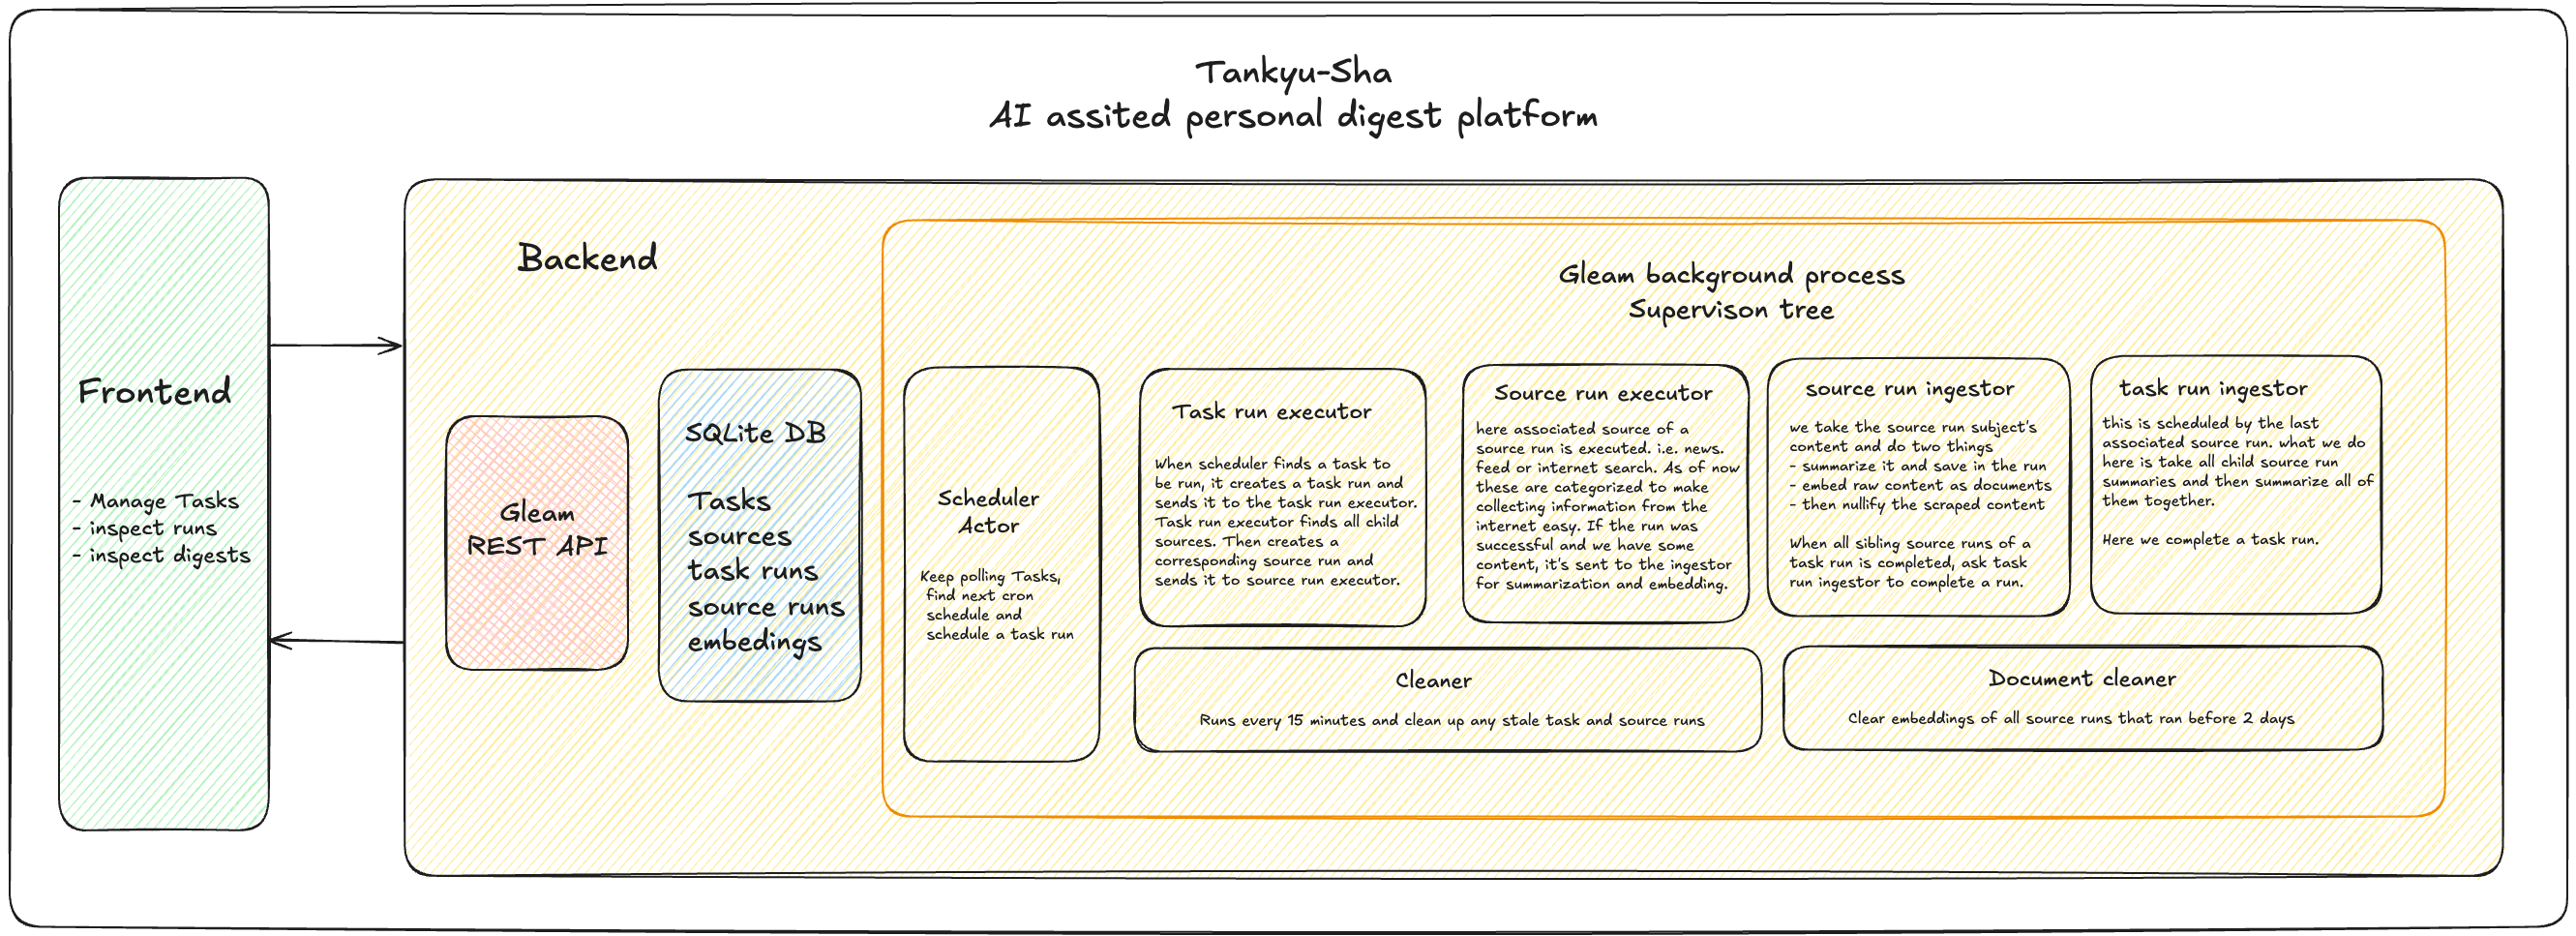 Tankyu-Sha
AI assited personal digest platform
Frontend
- Manage Tasks
- inspect runs
- inspect digests
Backend
Gleam
REST API
SQLite DB
Tasks
sources
task runs
source runs
embedings
Gleam background process
Supervison tree
Scheduler
Actor
Keep polling Tasks,
find next cron
schedule and
schedule a task run
Task run executor
When scheduler finds a task to
be run, it creates a task run and
sends it to the task run executor.
Task run executor finds all child
sources. Then creates a
corresponding source run and
sends it to source run executor.
Source run executor
here associated source of a
source run is executed. i.e. news.
feed or internet search. As of now
these are categorized to make
collecting information from the
internet easy. If the run was
successful and we have some
content, it's sent to the ingestor
for summarization and embedding.
source run ingestor
we take the source run subject's
content and do two things
- summarize it and save in the run
- embed raw content as documents
- then nullify the scraped content
When all sibling source runs of a
task run is completed, ask task
run ingestor to complete a run.
task run ingestor
this is scheduled by the last
associated source run. what we do
here is take all child source run
summaries and then summarize all of
them together.
Here we complete a task run.
Cleaner
Runs every 15 minutes and clean up any stale task and source runs
Document cleaner
Clear embeddings of all source runs that ran before 2 days